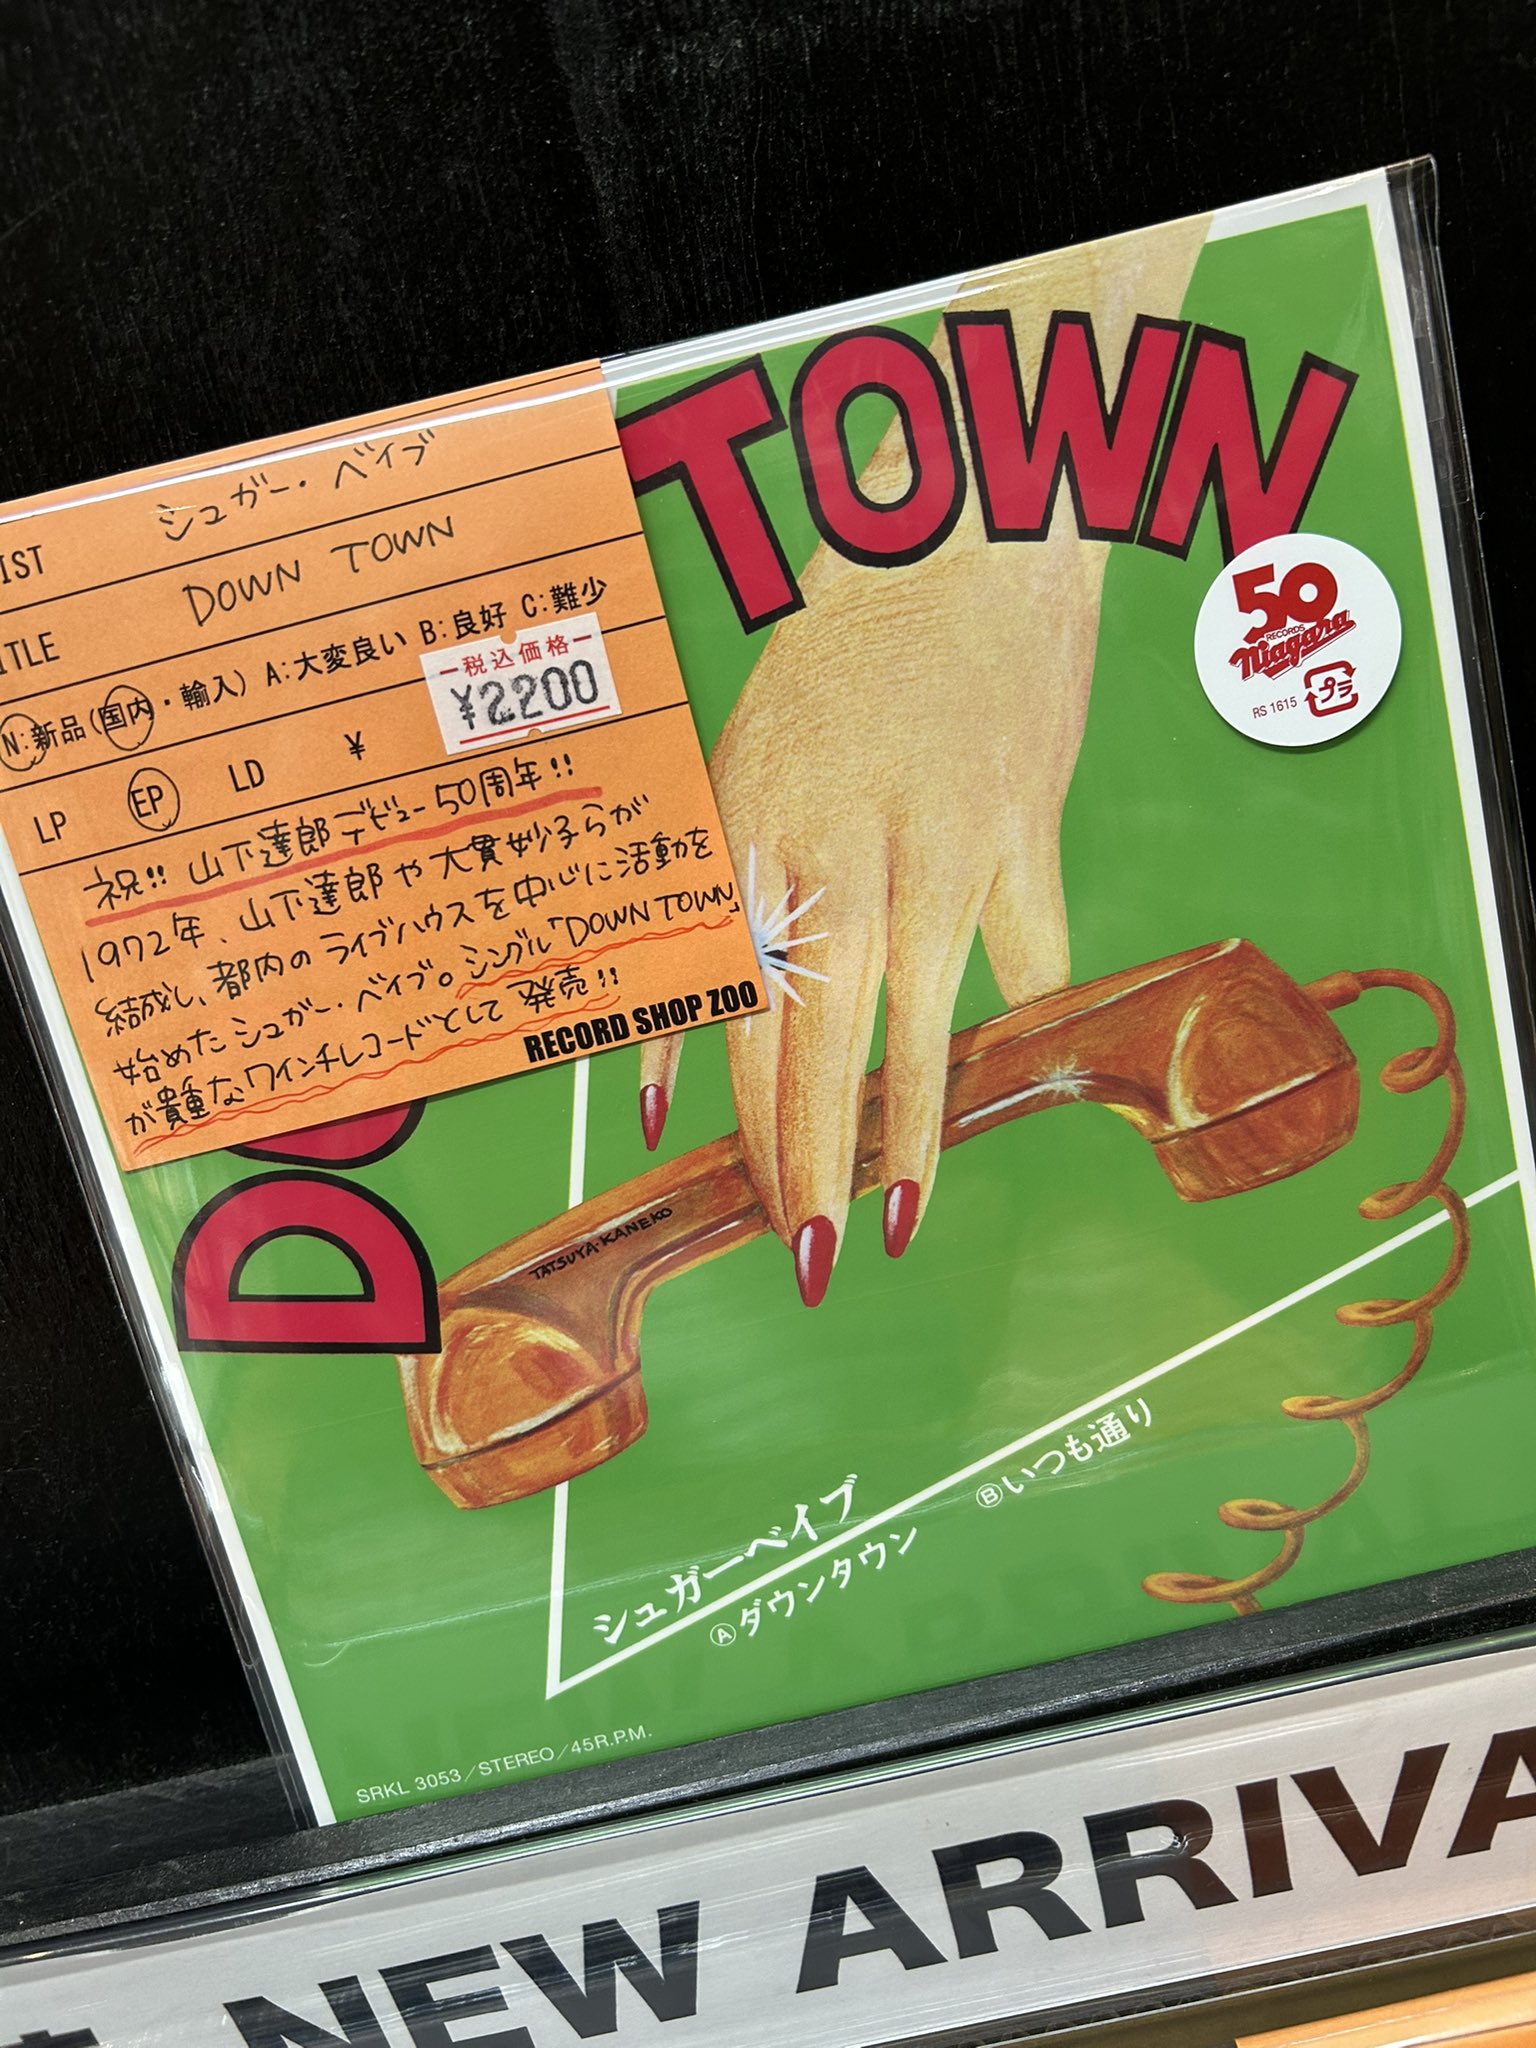 シュガー・ベイブ
IST
DOWN TOWN
ITLE
N:新品(国内・輸入) A:大変良い B:良好 C:難少
ー税込価格ー
¥2200
LP EP LD ¥
祝!! 山下達郎デビュー50周年!!
1972年、山下達郎や大貫妙子らが
結成し、都内のライブハウスを中心に活動を
始めたシュガー・ベイブ。シングル「DOWN TOWN」
が貴重な7インチレコードとして発売!!
RECORD SHOP ZOO
TOWN
50
RECORDS
Niagara
RS 1615
プラ
D
TATSUYA・KANEKO
シュガーベイブ
Ⓐダウンタウン
Ⓑいつも通り
SRKL 3053/STEREO/45R.P.M.
NEW ARRIVA